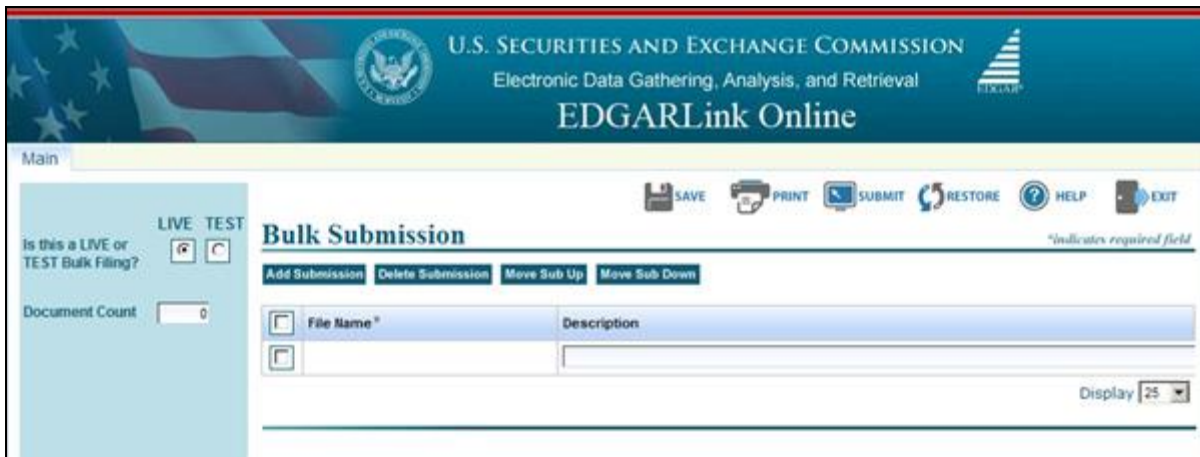 U.S. SECURITIES AND EXCHANGE COMMISSION
Electronic Data Gathering, Analysis, and Retrieval
EDGAR
EDGARLink Online
Main
SAVE PRINT SUBMIT RESTORE HELP EXIT
LIVE TEST
Is this a LIVE or
TEST Bulk Filing?
Bulk Submission
*indicates required field
Add Submission Delete Submission Move Sub Up Move Sub Down
Document Count 0
File Name* Description
Display 25